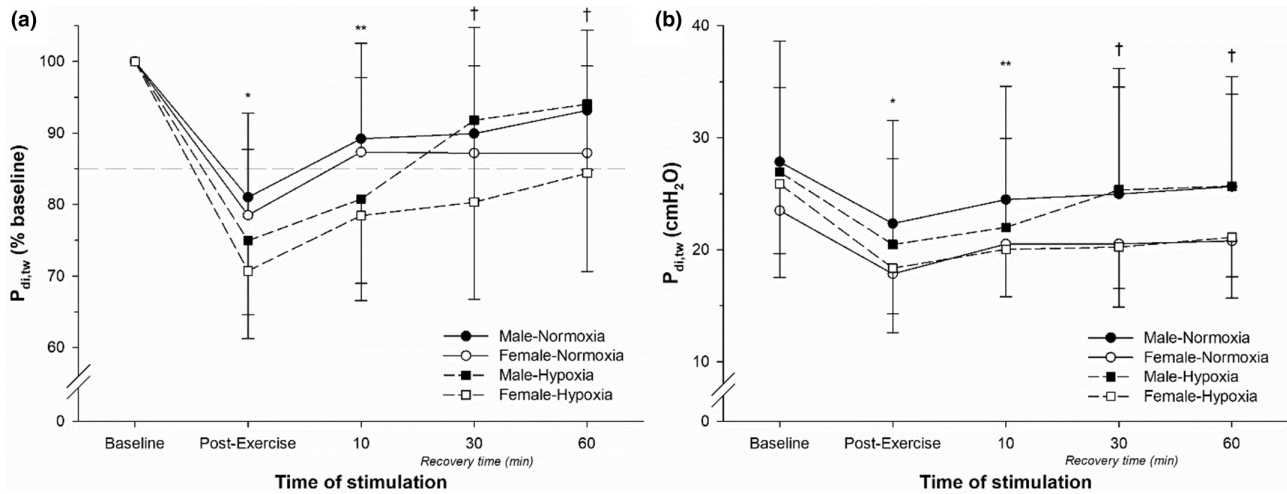 (a)
P di,tw (% baseline)
100
90
80
70
60
0
*
**
†
†
Male-Normoxia
Female-Normoxia
Male-Hypoxia
Female-Hypoxia
Baseline
Post-Exercise
10
30
60
Recovery time (min)
Time of stimulation
(b)
P di,tw (cmH2O)
40
30
20
10
0
*
**
†
†
Male-Normoxia
Female-Normoxia
Male-Hypoxia
Female-Hypoxia
Baseline
Post-Exercise
10
30
60
Recovery time (min)
Time of stimulation